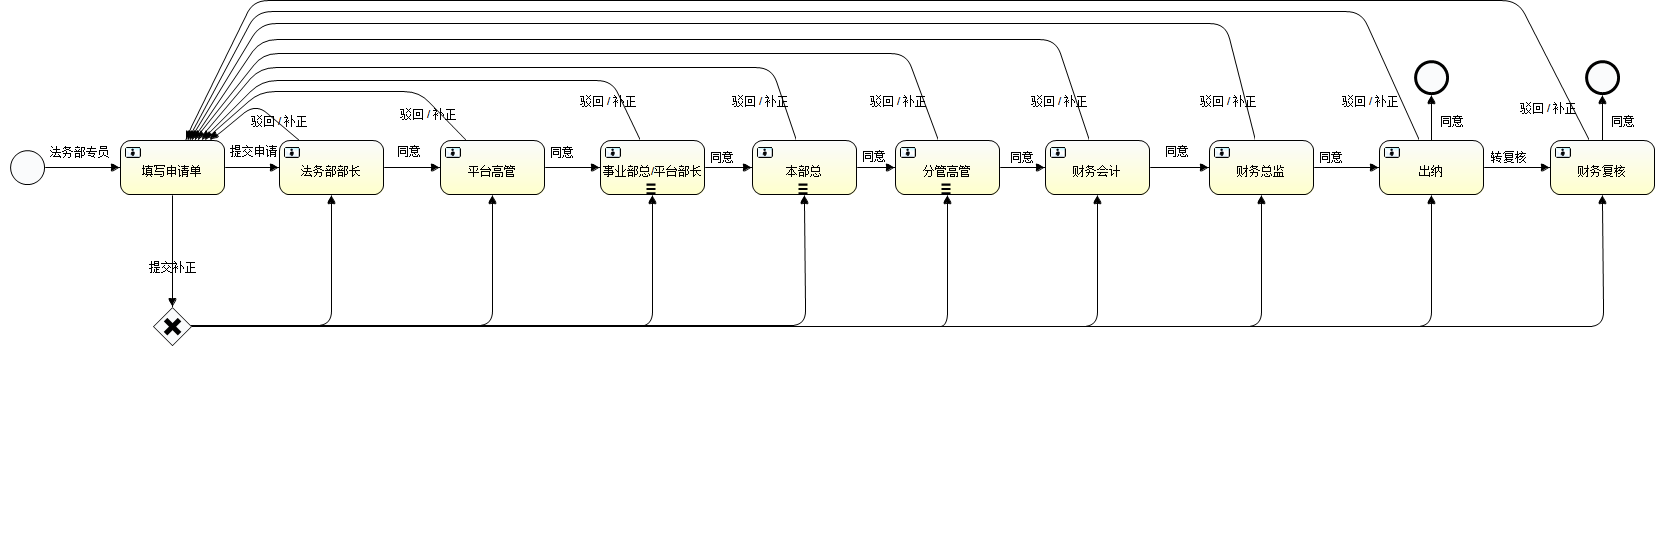 驳回 / 补正
驳回 / 补正
驳回 / 补正
驳回 / 补正
驳回 / 补正
驳回 / 补正
驳回 / 补正
驳回 / 补正
驳回 / 补正
同意
同意
法务部专员
填写申请单
提交申请
法务部部长
同意
平台高管
同意
事业部总/平台部长
同意
本部总
同意
分管高管
同意
财务会计
同意
财务总监
同意
出纳
转复核
财务复核
提交补正